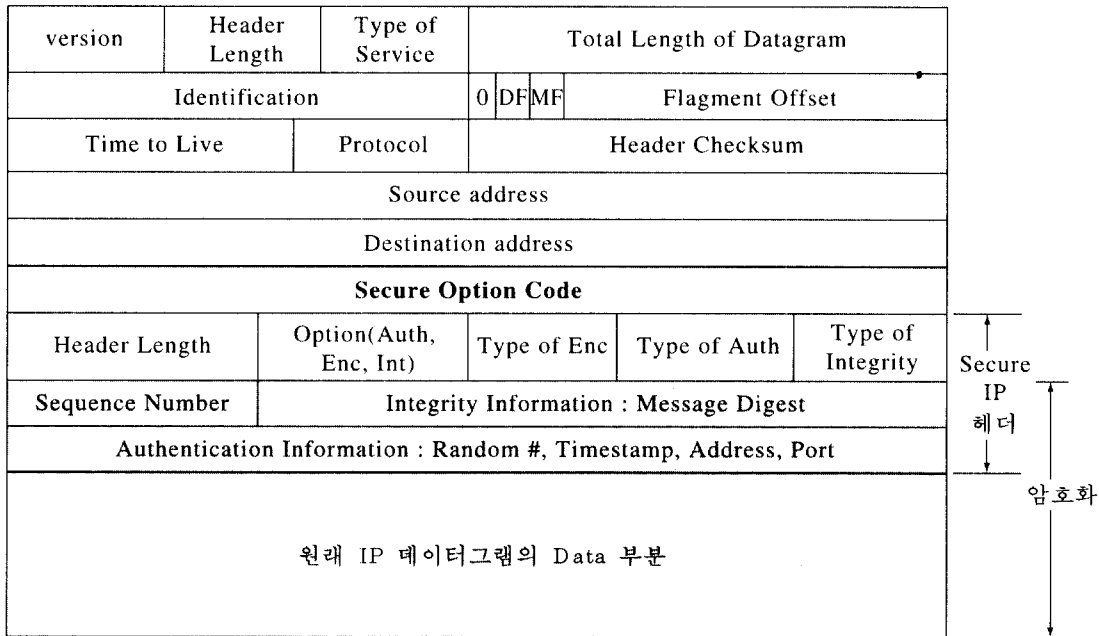 version Header Length Type of Service Total Length of Datagram
Identification 0 DF MF Flagment Offset
Time to Live Protocol Header Checksum
Source address
Destination address
Secure Option Code
Header Length Option(Auth, Enc, Int) Type of Enc Type of Auth Type of Integrity
Secure IP 헤더
Sequence Number Integrity Information : Message Digest
Authentication Information : Random #, Timestamp, Address, Port
암호화
원래 IP 데이터그램의 Data 부분